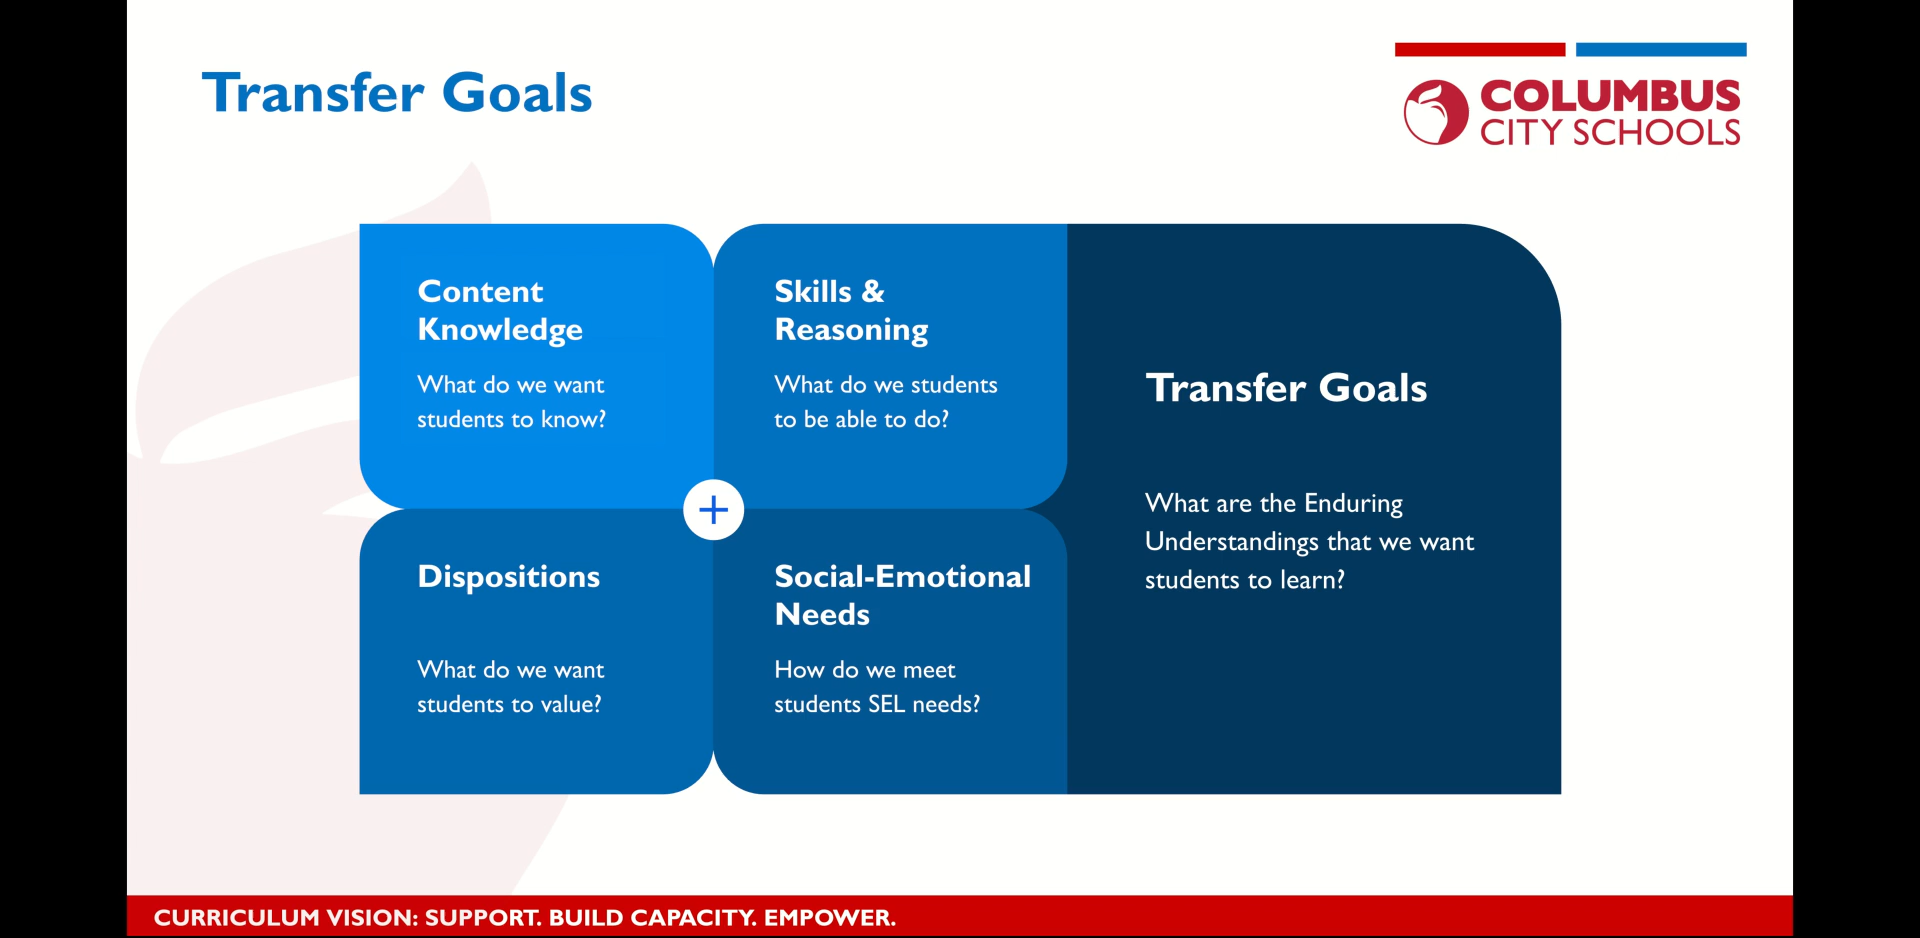 Transfer Goals
COLUMBUS
CITY SCHOOLS
Content
Knowledge
What do we want
students to know?
Skills &
Reasoning
What do we students
to be able to do?
Dispositions
What do we want
students to value?
Social-Emotional
Needs
How do we meet
students SEL needs?
Transfer Goals
What are the Enduring
Understandings that we want
students to learn?
CURRICULUM VISION: SUPPORT. BUILD CAPACITY. EMPOWER.